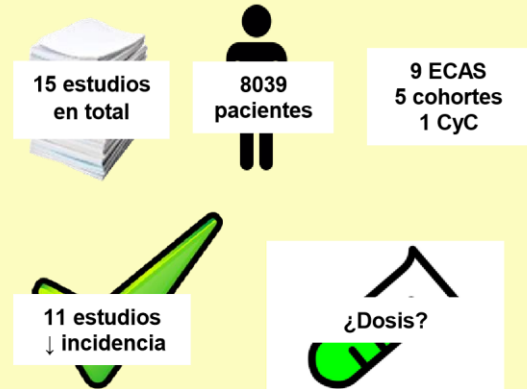 15 estudios
en total
8039
pacientes
9 ECAS
5 cohortes
1 CyC
11 estudios
↓ incidencia
¿Dosis?